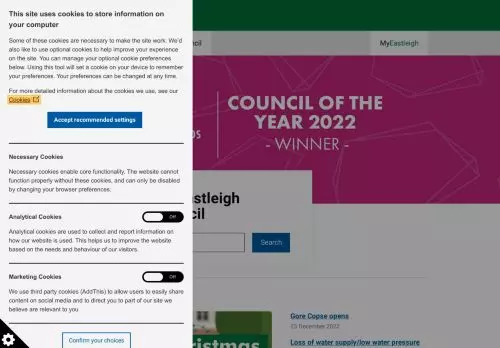 This site uses cookies to store information on
your computer
Some of these cookies are necessary to make the site work. We'd
also like to use optional cookies to help improve your experience
on the site. You can manage your optional cookie preferences
below. Using this tool will set a cookie on your device to remember
your preferences. Your preferences can be changed at any time.
For more detailed information about the cookies we use, see our
Cookies
Accept recommended settings
Necessary Cookies
Necessary cookies enable core functionality. The website cannot
function properly without these cookies, and can only be disabled
by changing your browser preferences.
Analytical Cookies
Off
Analytical cookies are used to collect and report information on
how our website is used. This helps us to improve the website
based on the needs and behaviour of our visitors.
Marketing Cookies
Off
We use third party cookies (AddThis) to allow users to easily share
content on social media and to direct you to part of our site we
believe are relevant to you
Confirm your choices
MyEastleigh
COUNCIL OF THE
YEAR 2022
- WINNER -
Search
Gore Copse opens
13 December 2022
Loss of water supply/low water pressure